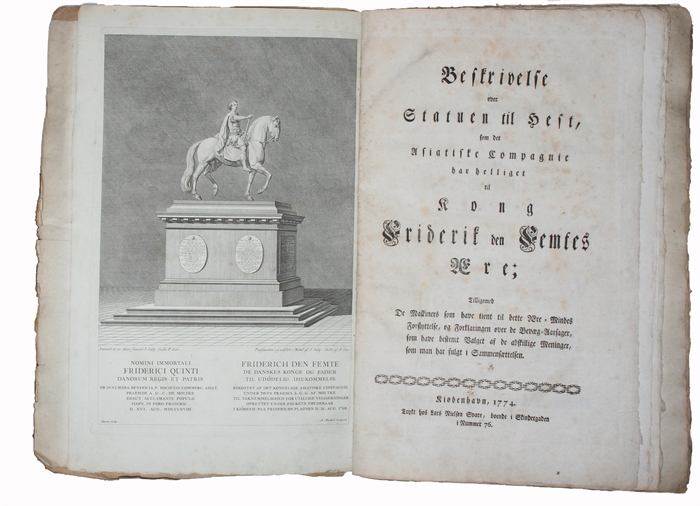 NOMINI IMMORTALI
FRIDERICI QUINTI
DANORUM REGIS ET PATRIS
FRIDERICH DEN FEMTE
DE DANSKES KONGE OG FADER
TIL UDÖDELIG IHUKOMMELSE
Beskrivelse
over
Statuen til Hest,
som det
Asiatiske Compagnie
har helliget
til
Kong
Friderik den Femtes
Ære;
Tilligemed
De Maskiner som have tient til dette Ære-Mindes
Forflyttelse, og Forklaringen over de Bevæg-Aarsager,
som have bestemt Valget af de adskillige Meninger,
som man har fulgt i Sammensættelsen.
Kiøbenhavn, 1774.
Trykt hos Lars Nielsen Svare, boende i Skindergaden
i Nummer 76.